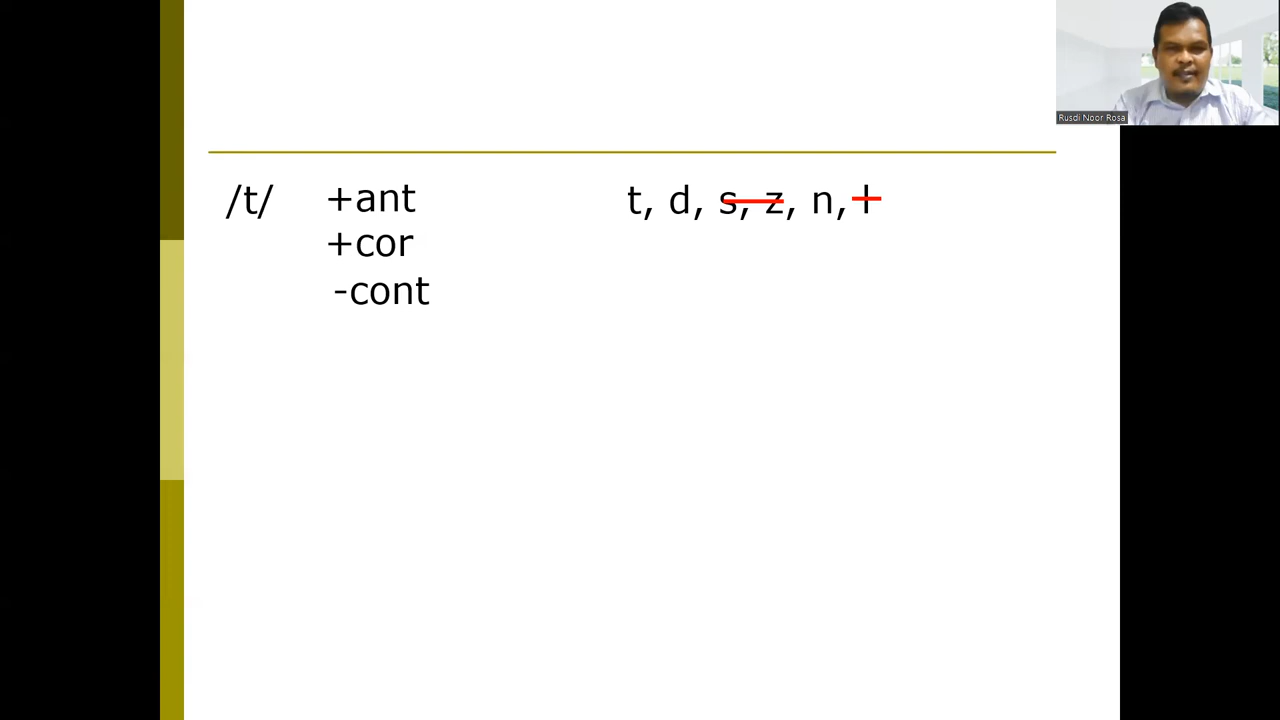 Rusdi Noor Rosa
/t/ +ant t, d, s, z, n, l
+cor
-cont